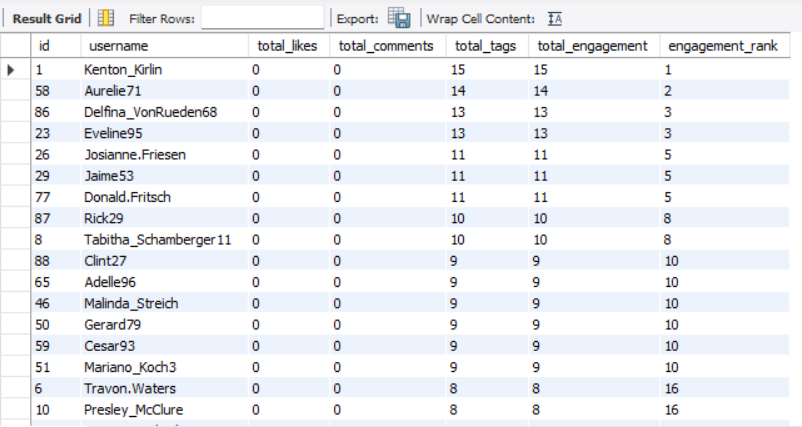 Result Grid Filter Rows: Export: Wrap Cell Content: IA
id username total_likes total_comments total_tags total_engagement engagement_rank
1 Kenton_Kirlin 0 0 15 15 1
58 Aurelie71 0 0 14 14 2
86 Delfina_VonRueden68 0 0 13 13 3
23 Eveline95 0 0 13 13 3
26 Josianne.Friesen 0 0 11 11 5
29 Jaime53 0 0 11 11 5
77 Donald.Fritsch 0 0 11 11 5
87 Rick29 0 0 10 10 8
8 Tabitha_Schamberger11 0 0 10 10 8
88 Clint27 0 0 9 9 10
65 Adelle96 0 0 9 9 10
46 Malinda_Streich 0 0 9 9 10
50 Gerard79 0 0 9 9 10
59 Cesar93 0 0 9 9 10
51 Mariano_Koch3 0 0 9 9 10
6 Travon.Waters 0 0 8 8 16
10 Presley_McClure 0 0 8 8 16